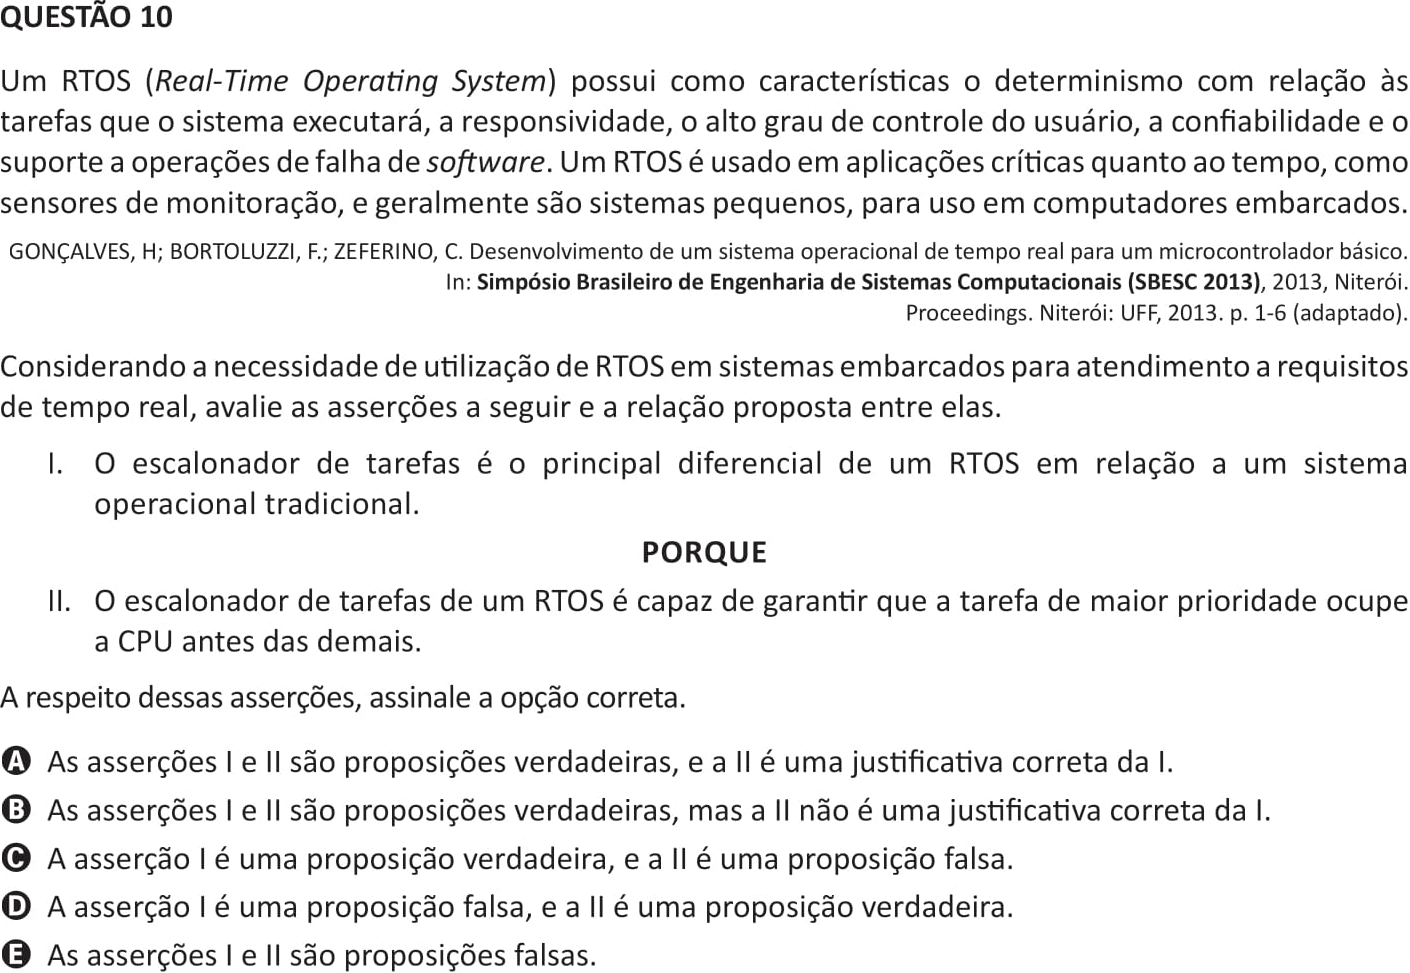 QUESTÃO 10
Um RTOS (Real-Time Operating System) possui como características o determinismo com relação às
tarefas que o sistema executará, a responsividade, o alto grau de controle do usuário, a confiabilidade e o
suporte a operações de falha de software. Um RTOS é usado em aplicações críticas quanto ao tempo, como
sensores de monitoração, e geralmente são sistemas pequenos, para uso em computadores embarcados.
GONÇALVES, H; BORTOLUZZI, F.; ZEFERINO, C. Desenvolvimento de um sistema operacional de tempo real para um microcontrolador básico.
In: Simpósio Brasileiro de Engenharia de Sistemas Computacionais (SBESC 2013), 2013, Niterói.
Proceedings. Niterói: UFF, 2013. p. 1-6 (adaptado).
Considerando a necessidade de utilização de RTOS em sistemas embarcados para atendimento a requisitos
de tempo real, avalie as asserções a seguir e a relação proposta entre elas.
I. O escalonador de tarefas é o principal diferencial de um RTOS em relação a um sistema
operacional tradicional.
PORQUE
II. O escalonador de tarefas de um RTOS é capaz de garantir que a tarefa de maior prioridade ocupe
a CPU antes das demais.
A respeito dessas asserções, assinale a opção correta.
A As asserções I e II são proposições verdadeiras, e a II é uma justificativa correta da I.
B As asserções I e II são proposições verdadeiras, mas a II não é uma justificativa correta da I.
C A asserção I é uma proposição verdadeira, e a II é uma proposição falsa.
D A asserção I é uma proposição falsa, e a II é uma proposição verdadeira.
E As asserções I e II são proposições falsas.